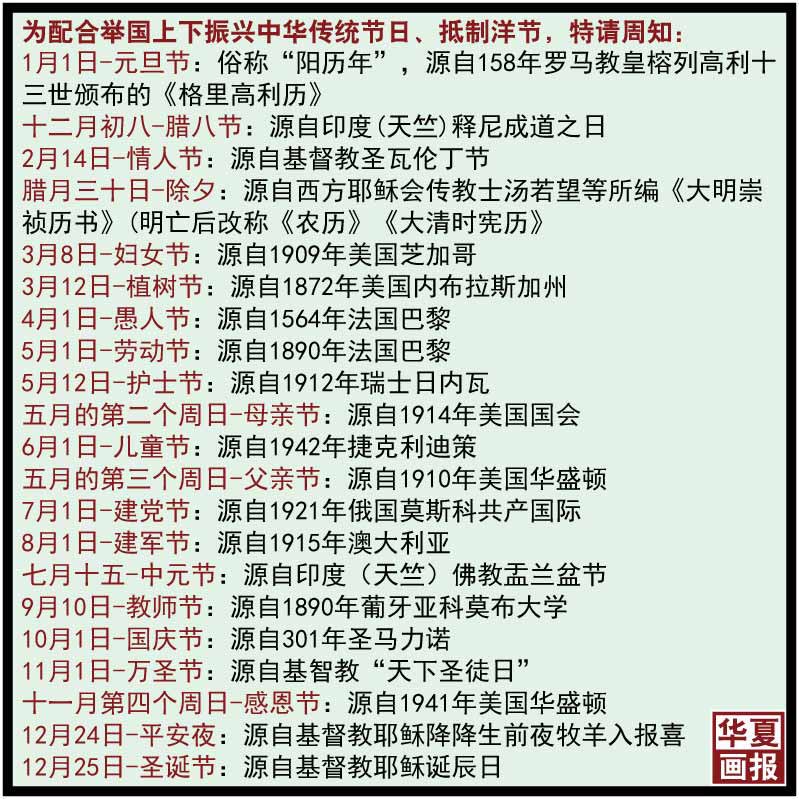 为配合举国上下振兴中华传统节日、抵制洋节，特请周知：
1月1日-元旦节：俗称“阳历年”，源自158年罗马教皇榕列高利十
三世颁布的《格里高利历》
十二月初八-腊八节：源自印度(天竺)释尼成道之日
2月14日-情人节：源自基督教圣瓦伦丁节
腊月三十日-除夕：源自西方耶稣会传教士汤若望等所编《大明崇
祯历书》(明亡后改称《农历》《大清时宪历》
3月8日-妇女节：源自1909年美国芝加哥
3月12日-植树节：源自1872年美国内布拉斯加州
4月1日-愚人节：源自1564年法国巴黎
5月1日-劳动节：源自1890年法国巴黎
5月12日-护士节：源自1912年瑞士日内瓦
五月的第二个周日-母亲节：源自1914年美国国会
6月1日-儿童节：源自1942年捷克利迪策
五月的第三个周日-父亲节：源自1910年美国华盛顿
7月1日-建党节：源自1921年俄国莫斯科共产国际
8月1日-建军节：源自1915年澳大利亚
七月十五-中元节：源自印度（天竺）佛教盂兰盆节
9月10日-教师节：源自1890年葡牙亚科莫布大学
10月1日-国庆节：源自301年圣马力诺
11月1日-万圣节：源自基智教“天下圣徒日”
十一月第四个周日-感恩节：源自1941年美国华盛顿
12月24日-平安夜：源自基督教耶稣降降生前夜牧羊入报喜
12月25日-圣诞节：源自基督教耶稣诞辰日
华夏
画报